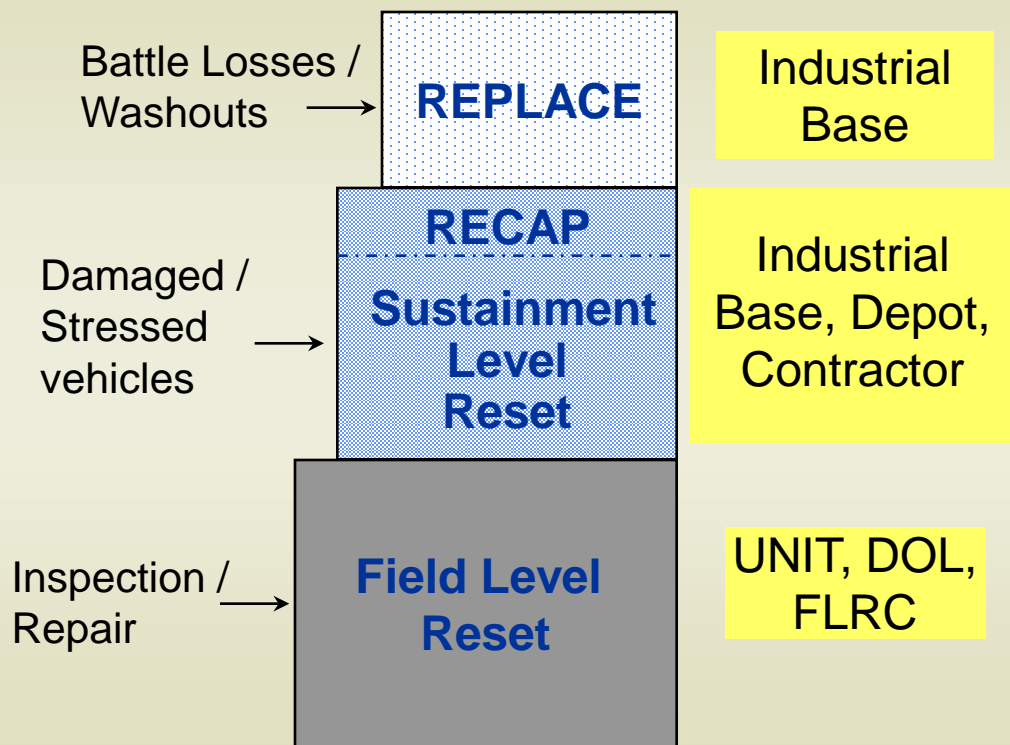 Battle Losses /
Washouts
REPLACE
Industrial
Base
Damaged /
Stressed
vehicles
RECAP
Sustainment
Level
Reset
Industrial
Base, Depot,
Contractor
Inspection /
Repair
Field Level
Reset
UNIT, DOL,
FLRC